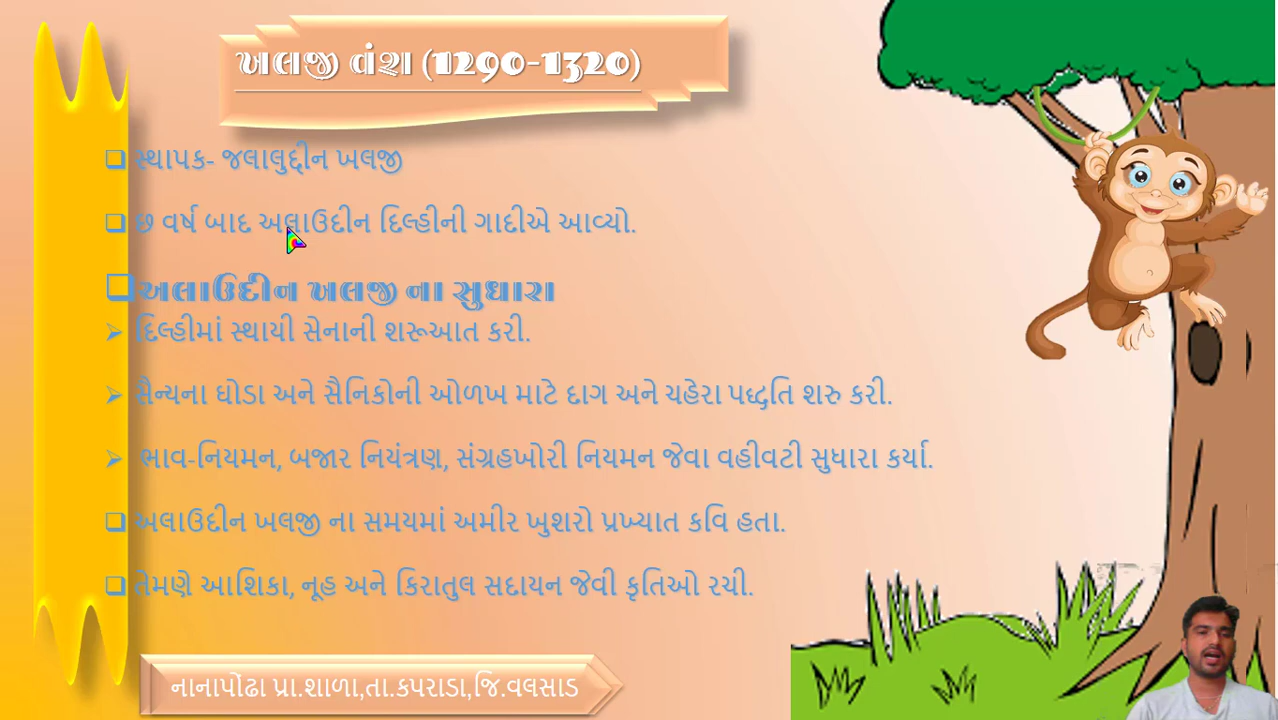 ખલજી વંશ (1290-1320)
સ્થાપક- જલાલુદ્દીન ખલજી
છ વર્ષ બાદ અલાઉદીન દિલ્હીની ગાદીએ આવ્યો.
અલાઉદીન ખલજી ના સુધારા
દિલ્હીમાં સ્થાયી સેનાની શરૂઆત કરી.
સૈન્યના ઘોડા અને સૈનિકોની ઓળખ માટે દાગ અને ચહેરા પદ્ધતિ શરુ કરી.
ભાવ-નિયમન, બજાર નિયંત્રણ, સંગ્રહખોરી નિયમન જેવા વહીવટી સુધારા કર્યા.
અલાઉદીન ખલજી ના સમયમાં અમીર ખુશરો પ્રખ્યાત કવિ હતા.
તેમણે આશિકા, નૂહ અને કિરાતુલ સદાયન જેવી કૃતિઓ રચી.
નાનાપોંઢા પ્રા.શાળા,તા.કપરાડા,જિ.વલસાડ